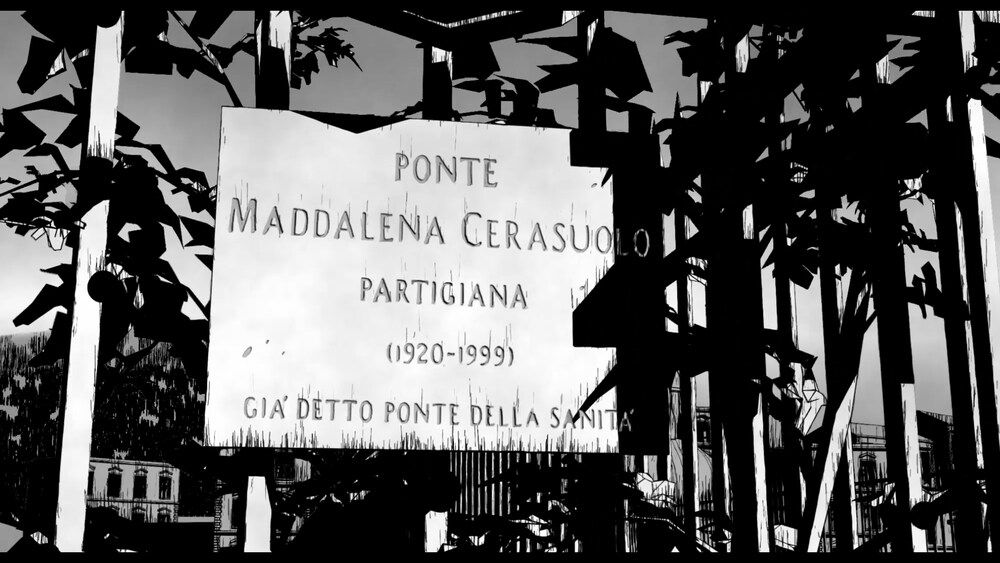 PONTE
MADDALENA CERASUOLO
PARTIGIANA
(1920-1999)
GIA' DETTO PONTE DELLA SANITA'